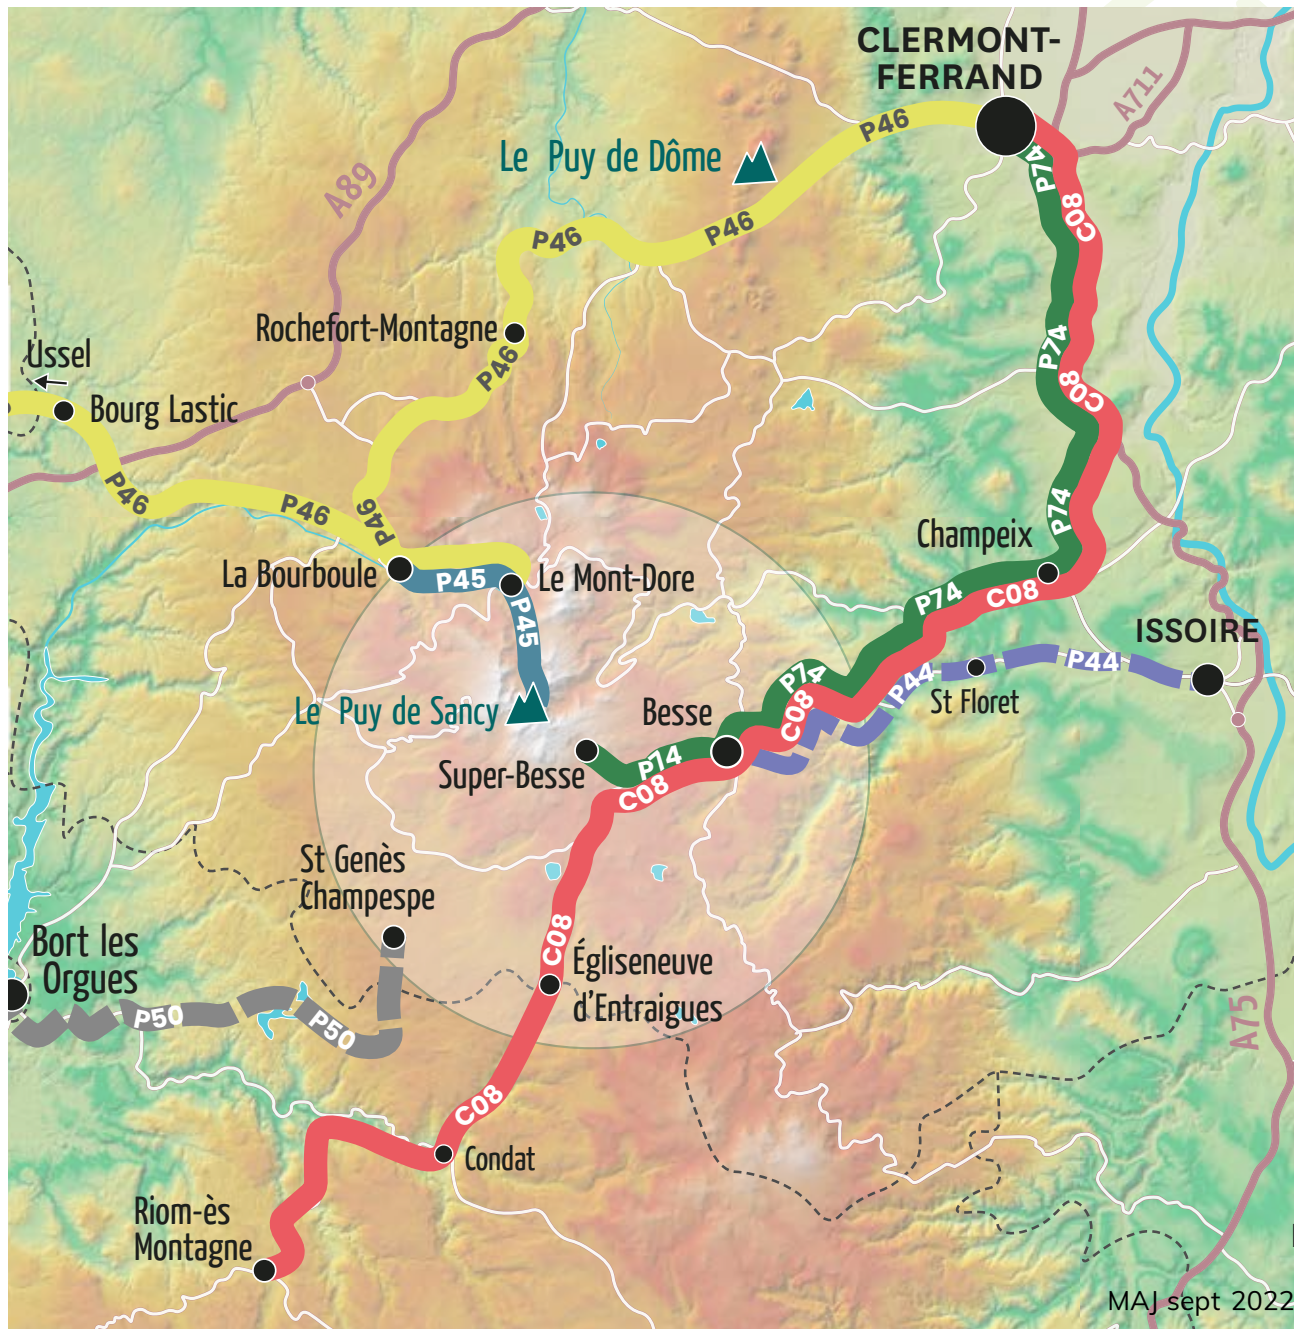 CLERMONT-
FERRAND
A711
P46
Le Puy de Dôme
P74
A89
C08
P46
P46
Rochefort-Montagne
P74
Ussel
P46
C08
Bourg Lastic
P46
P46
P46
P74
Champeix
La Bourboule
P45
Le Mont-Dore
P74
C08
P45
ISSOIRE
P44
P74
P44
St Floret
Le Puy de Sancy
Besse
C08
Super-Besse
P74
C08
St Genès
Champespe
Bort les
Orgues
C08
Égliseneuve
d'Entraigues
P50
P50
A75
C08
Condat
Riom-ès
Montagne
MAJ sept 2022